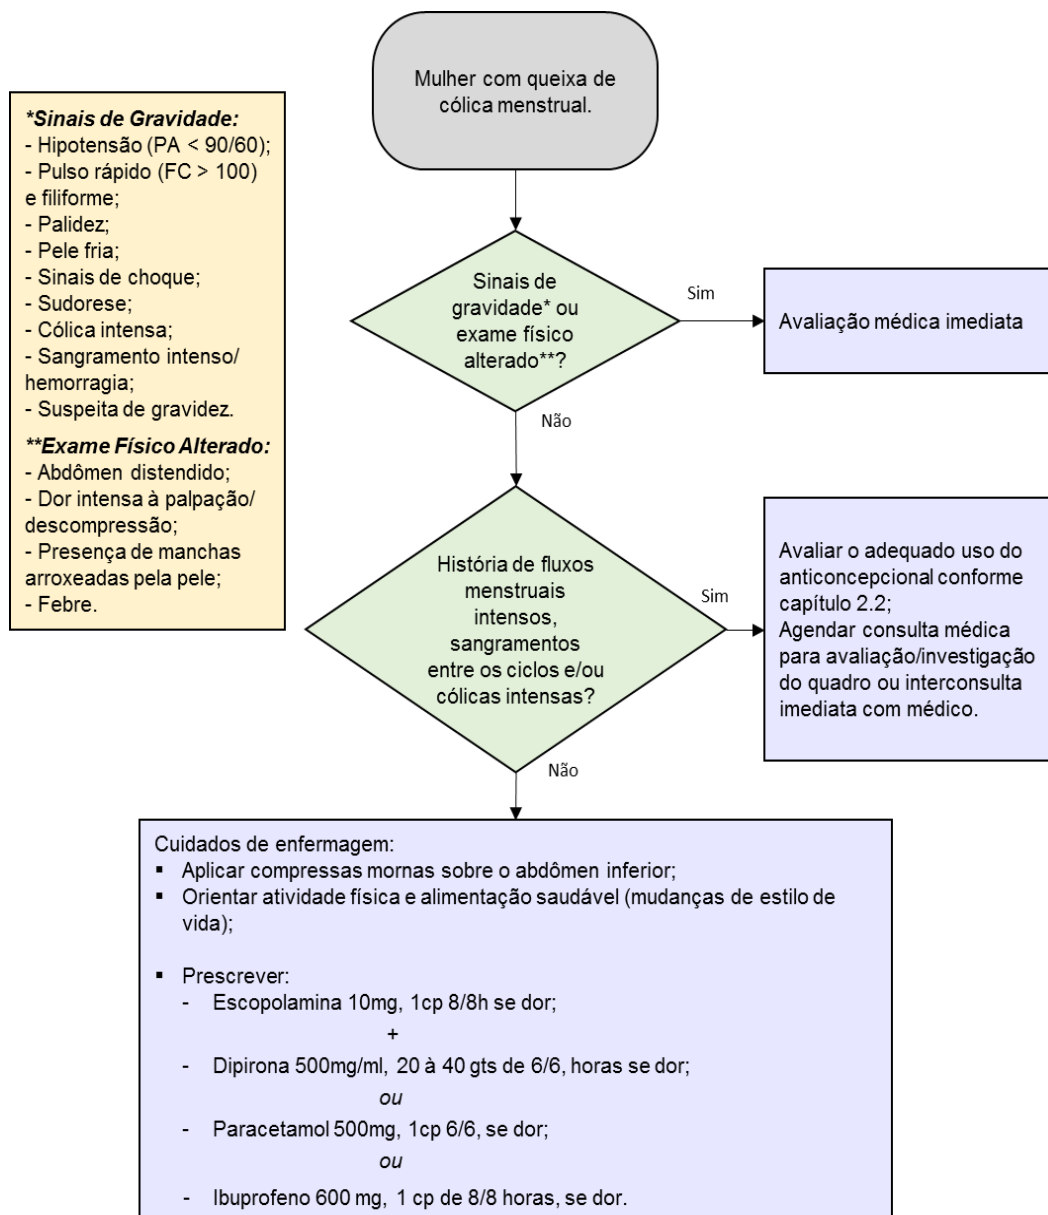 Mulher com queixa de
cólica menstrual.
*Sinais de Gravidade:
- Hipotensão (PA < 90/60);
- Pulso rápido (FC > 100)
e filiforme;
- Palidez;
- Pele fria;
- Sinais de choque;
- Sudorese;
- Cólica intensa;
- Sangramento intenso/
hemorragia;
- Suspeita de gravidez.
**Exame Físico Alterado:
- Abdômen distendido;
- Dor intensa à palpação/
descompressão;
- Presença de manchas
arroxeadas pela pele;
- Febre.
Sinais de
gravidade* ou
exame físico
alterado**?
Sim
Avaliação médica imediata
Não
História de fluxos
menstruais
intensos,
sangramentos
entre os ciclos e/ou
cólicas intensas?
Sim
Avaliar o adequado uso do
anticoncepcional conforme
capítulo 2.2;
Agendar consulta médica
para avaliação/investigação
do quadro ou interconsulta
imediata com médico.
Não
Cuidados de enfermagem:
▪ Aplicar compressas mornas sobre o abdômen inferior;
▪ Orientar atividade física e alimentação saudável (mudanças de estilo de
vida);
▪ Prescrever:
- Escopolamina 10mg, 1cp 8/8h se dor;
+
- Dipirona 500mg/ml, 20 à 40 gts de 6/6, horas se dor;
ou
- Paracetamol 500mg, 1cp 6/6, se dor;
ou
- Ibuprofeno 600 mg, 1 cp de 8/8 horas, se dor.